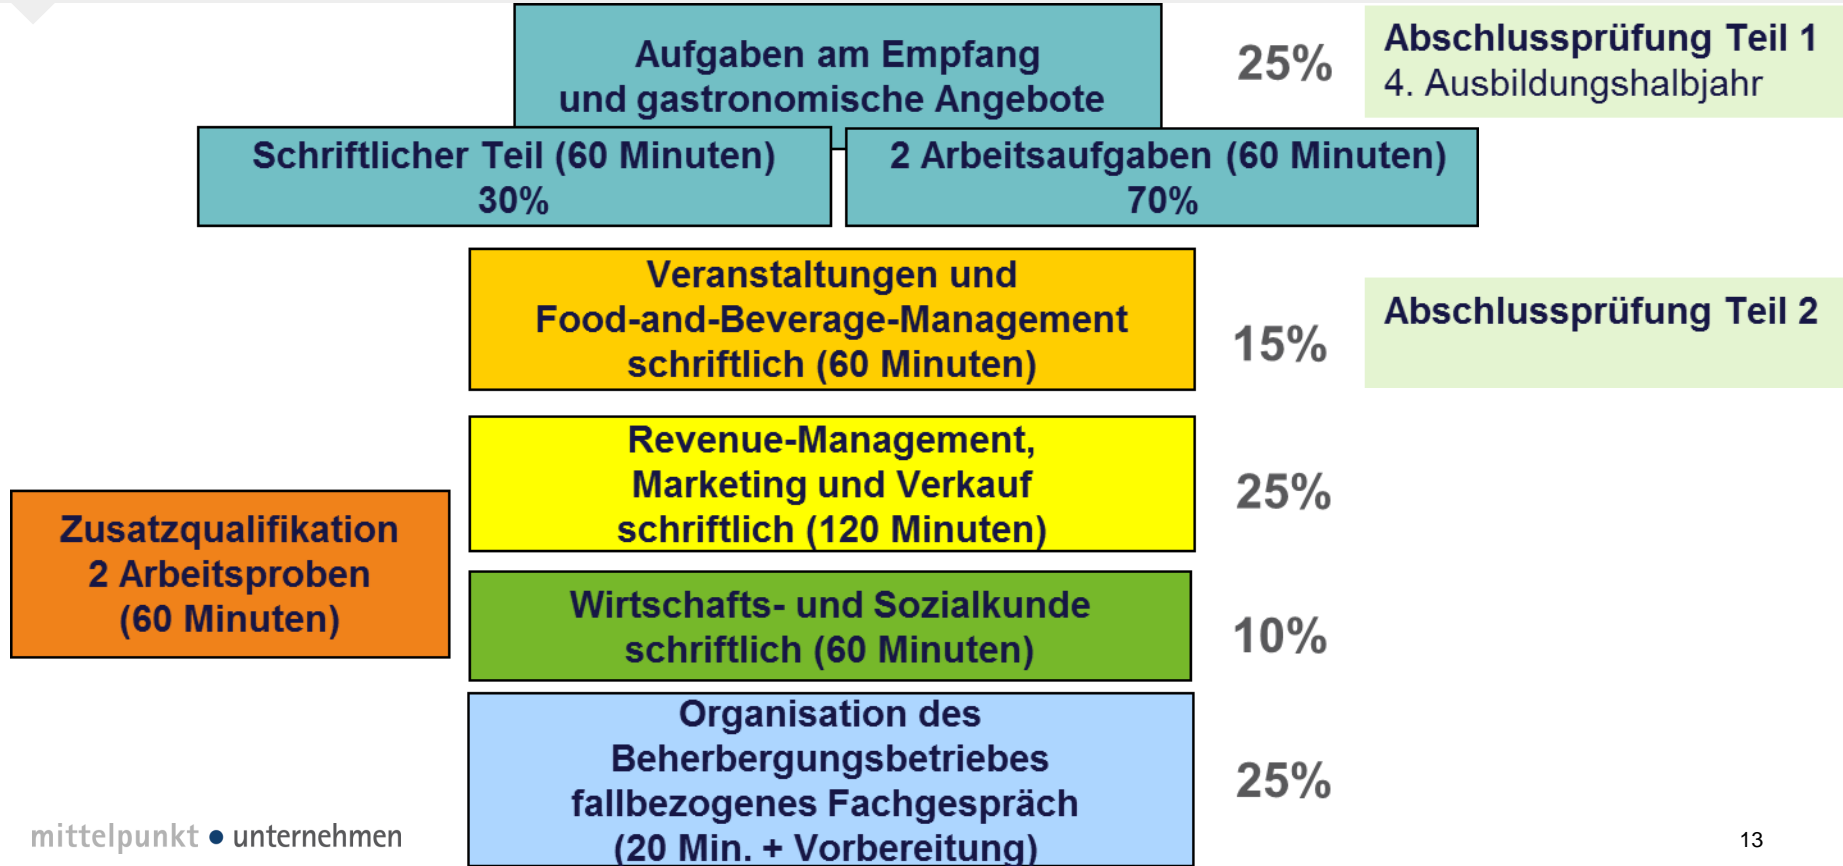 Aufgaben am Empfang
und gastronomische Angebote
25%
Abschlussprüfung Teil 1
4. Ausbildungshalbjahr
Schriftlicher Teil (60 Minuten)
30%
2 Arbeitsaufgaben (60 Minuten)
70%
Veranstaltungen und
Food-and-Beverage-Management
schriftlich (60 Minuten)
15%
Abschlussprüfung Teil 2
Revenue-Management,
Marketing und Verkauf
schriftlich (120 Minuten)
25%
Zusatzqualifikation
2 Arbeitsproben
(60 Minuten)
Wirtschafts- und Sozialkunde
schriftlich (60 Minuten)
10%
Organisation des
Beherbergungsbetriebes
fallbezogenes Fachgespräch
(20 Min. + Vorbereitung)
25%
mittelpunkt ● unternehmen
13